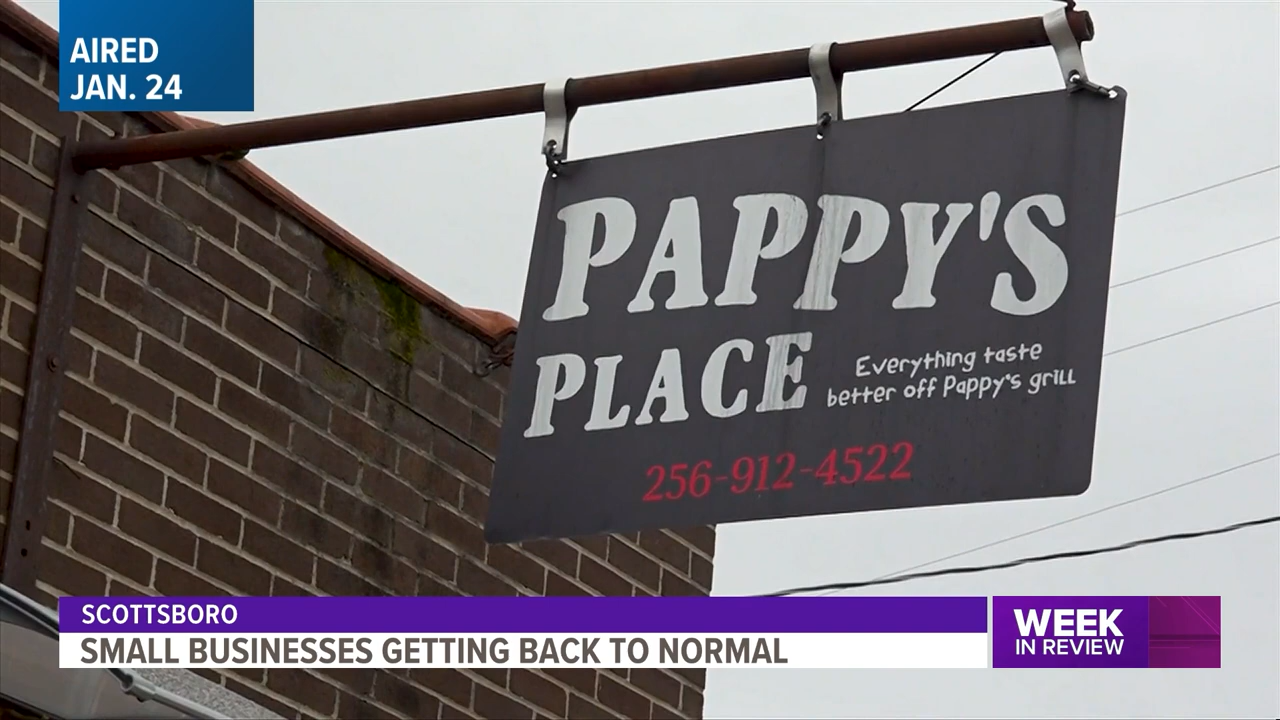 AIRED
JAN. 24
PAPPY'S
PLACE
Everything taste
better off Pappy's grill
256-912-4522
SCOTTSBORO
SMALL BUSINESSES GETTING BACK TO NORMAL
WEEK
IN REVIEW